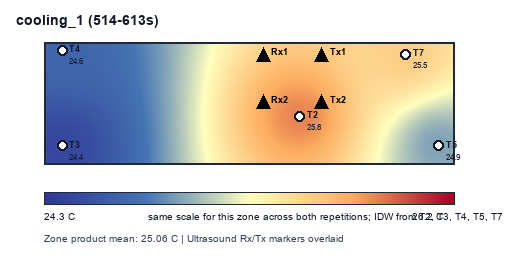 cooling_1 (514-613s)
T4
24.6
Rx1
Tx1
T7
25.5
Rx2
Tx2
T2
25.8
T5
24.9
T3
24.4
24.3 C
same scale for this zone across both repetitions; IDW from T2, T3, T4, T5, T7
Zone product mean: 25.06 C | Ultrasound Rx/Tx markers overlaid